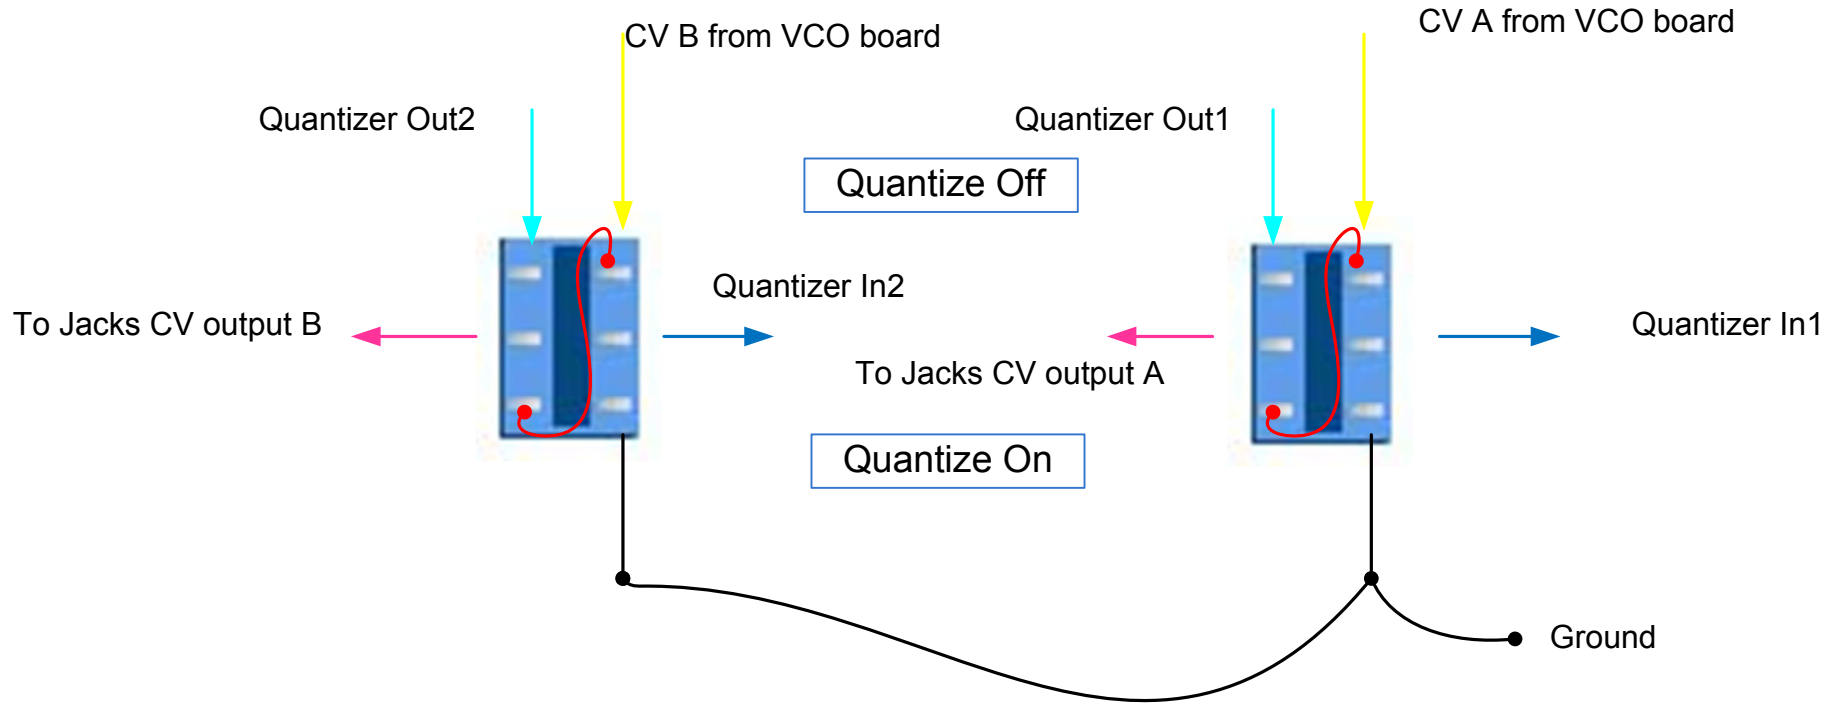 CV B from VCO board
CV A from VCO board
Quantizer Out2
Quantizer Out1
Quantize Off
Quantizer In2
To Jacks CV output B
Quantizer In1
To Jacks CV output A
Quantize On
Ground